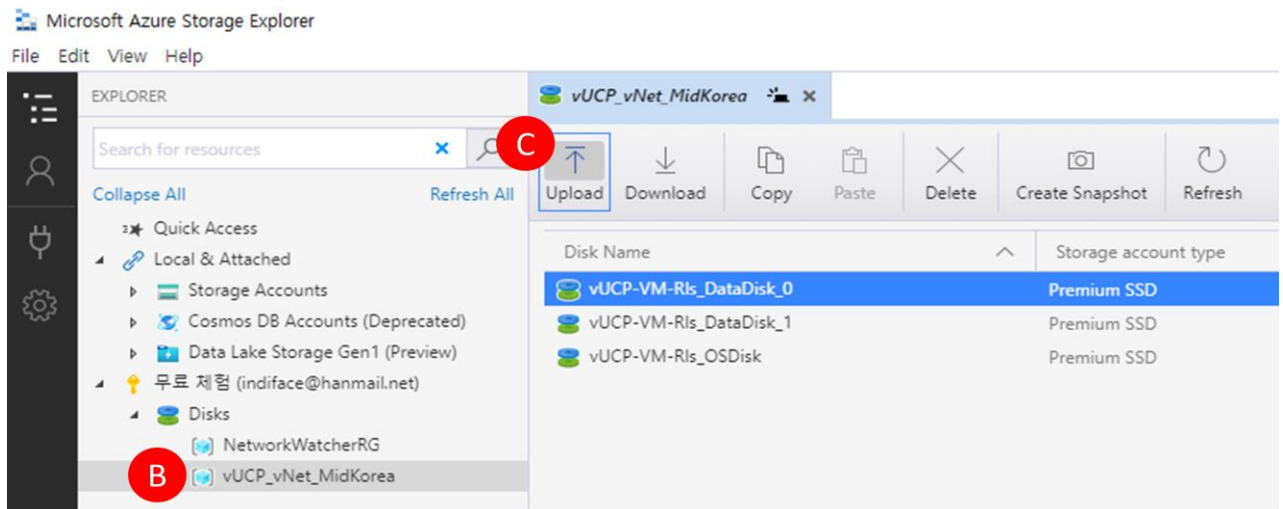 Microsoft Azure Storage Explorer
File Edit View Help
EXPLORER
Search for resources
Collapse All Refresh All
Quick Access
Local & Attached
Storage Accounts
Cosmos DB Accounts (Deprecated)
Data Lake Storage Gen1 (Preview)
무료 체험 (indiface@hanmail.net)
Disks
NetworkWatcherRG
B
vUCP_vNet_MidKorea
vUCP_vNet_MidKorea
C
Upload Download Copy Paste Delete Create Snapshot Refresh
Disk Name Storage account type
vUCP-VM-RIs_DataDisk_0 Premium SSD
vUCP-VM-RIs_DataDisk_1 Premium SSD
vUCP-VM-RIs_OSDisk Premium SSD